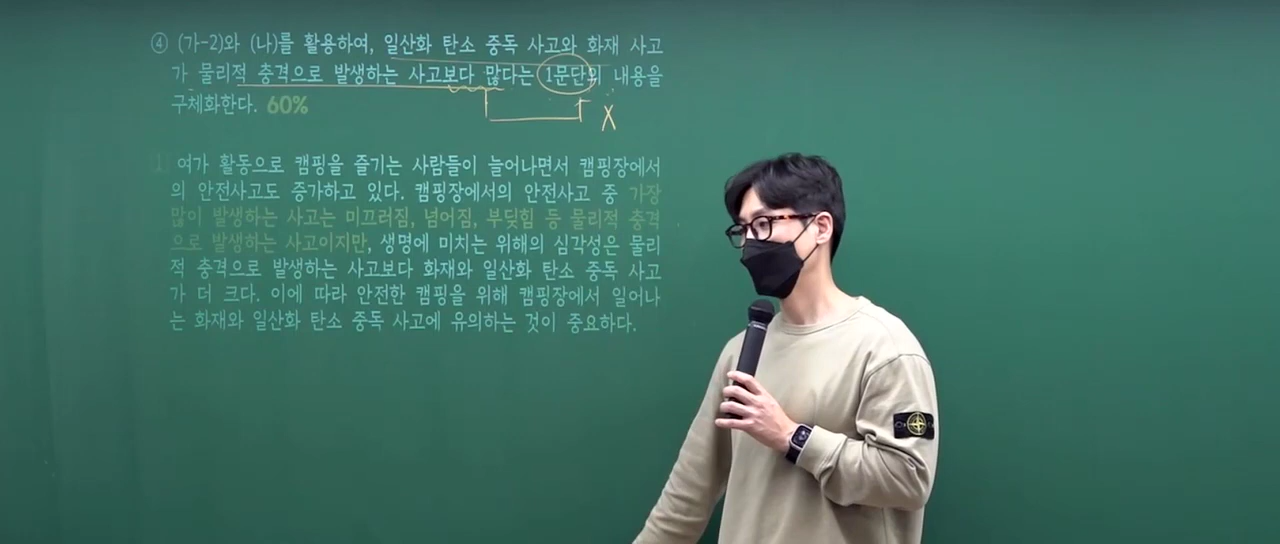 ④ (가-2)와 (나)를 활용하여, 일산화 탄소 중독 사고와 화재 사고
가 물리적 충격으로 발생하는 사고보다 많다는 1문단의 내용을
구체화한다. 60%
X
1 여가 활동으로 캠핑을 즐기는 사람들이 늘어나면서 캠핑장에서
의 안전사고도 증가하고 있다. 캠핑장에서의 안전사고 중 가장
많이 발생하는 사고는 미끄러짐, 넘어짐, 부딪힘 등 물리적 충격
으로 발생하는 사고이지만, 생명에 미치는 위해의 심각성은 물리
적 충격으로 발생하는 사고보다 화재와 일산화 탄소 중독 사고
가 더 크다. 이에 따라 안전한 캠핑을 위해 캠핑장에서 일어나
는 화재와 일산화 탄소 중독 사고에 유의하는 것이 중요하다.